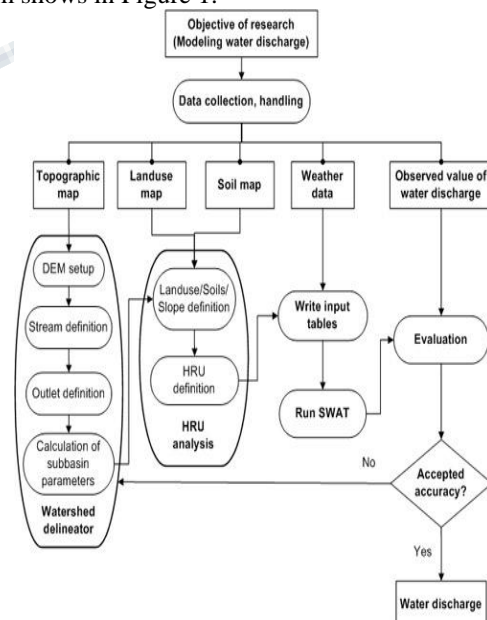 n shows in Figure 1.
Objective of research
(Modeling water discharge)
Data collection, handling
Topographic
map
Landuse
map
Soil map
Weather
data
Observed value of
water discharge
DEM setup
Stream definition
Outlet definition
Calculation of
subbasin
parameters
Watershed
delineator
Landuse/Soils/
Slope definition
HRU
definition
HRU
analysis
Write input
tables
Run SWAT
Evaluation
Accepted
accuracy?
No
Yes
Water discharge